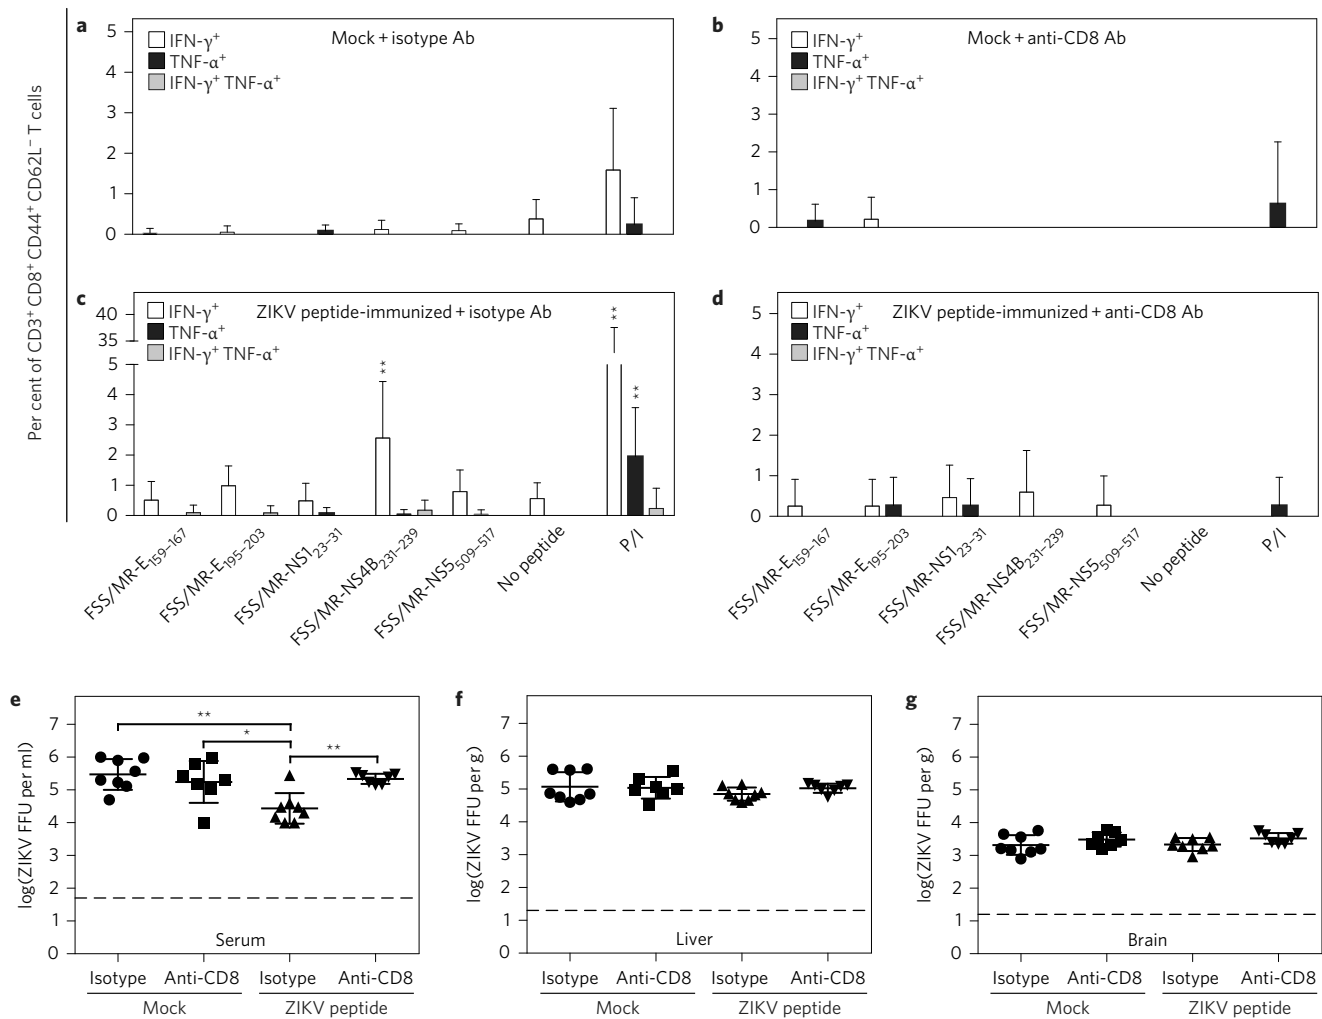 Per cent of CD3⁺ CD8⁺ CD44⁺ CD62L⁻ T cells
a
Mock + isotype Ab
IFN-γ⁺
TNF-α⁺
IFN-γ⁺ TNF-α⁺
5
4
3
2
1
0
b
Mock + anti-CD8 Ab
IFN-γ⁺
TNF-α⁺
IFN-γ⁺ TNF-α⁺
5
4
3
2
1
0
c
ZIKV peptide-immunized + isotype Ab
IFN-γ⁺
TNF-α⁺
IFN-γ⁺ TNF-α⁺
40
35
5
4
3
2
1
0
**
**
**
FSS/MR-E₁₅₉₋₁₆₇
FSS/MR-E₁₉₅₋₂₀₃
FSS/MR-NS1₂₃₋₃₁
FSS/MR-NS4B₂₃₁₋₂₃₉
FSS/MR-NS5₅₀₉₋₅₁₇
No peptide
P/I
d
ZIKV peptide-immunized + anti-CD8 Ab
IFN-γ⁺
TNF-α⁺
IFN-γ⁺ TNF-α⁺
5
4
3
2
1
0
FSS/MR-E₁₅₉₋₁₆₇
FSS/MR-E₁₉₅₋₂₀₃
FSS/MR-NS1₂₃₋₃₁
FSS/MR-NS4B₂₃₁₋₂₃₉
FSS/MR-NS5₅₀₉₋₅₁₇
No peptide
P/I
e
log(ZIKV FFU per ml)
7
6
5
4
3
2
1
0
**
*
**
Serum
Isotype Anti-CD8 Isotype Anti-CD8
Mock ZIKV peptide
f
log(ZIKV FFU per g)
7
6
5
4
3
2
1
0
Liver
Isotype Anti-CD8 Isotype Anti-CD8
Mock ZIKV peptide
g
log(ZIKV FFU per g)
7
6
5
4
3
2
1
0
Brain
Isotype Anti-CD8 Isotype Anti-CD8
Mock ZIKV peptide